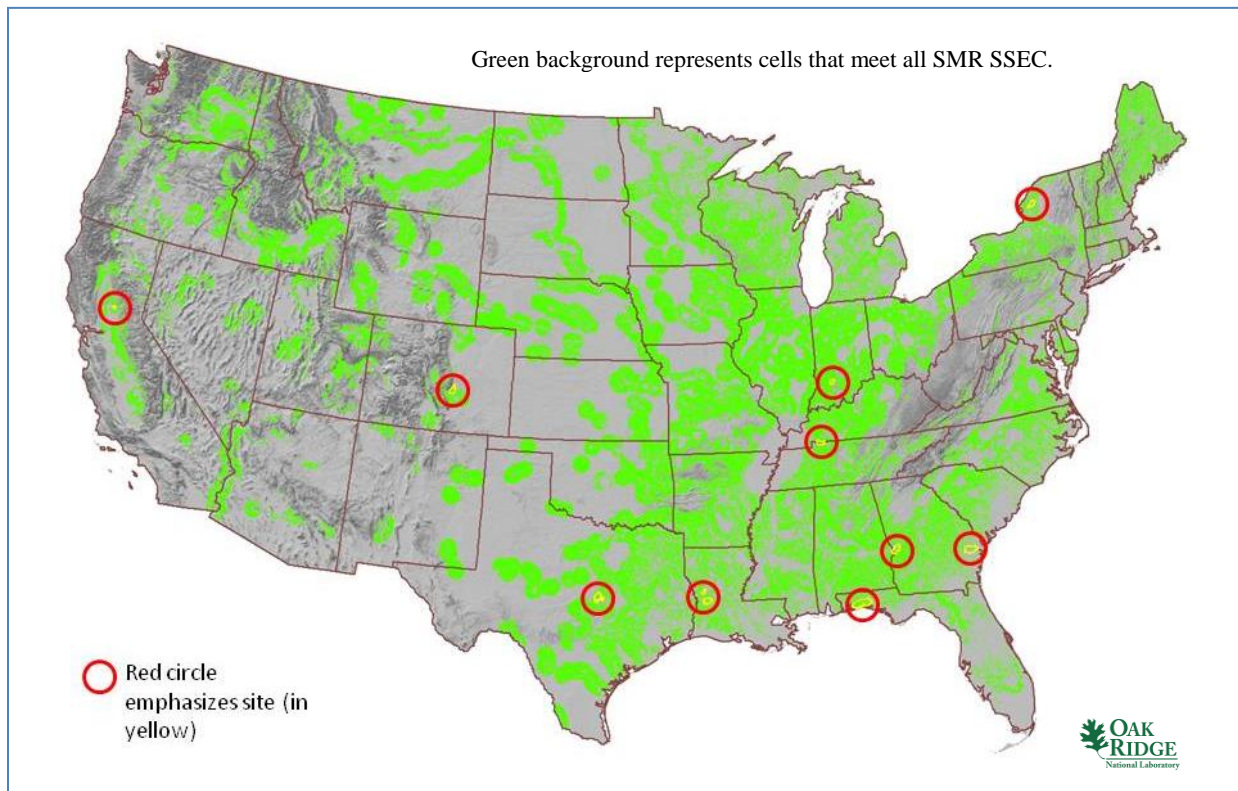 Green background represents cells that meet all SMR SSEC.
Red circle
emphasizes site (in
yellow)
OAK
RIDGE
National Laboratory